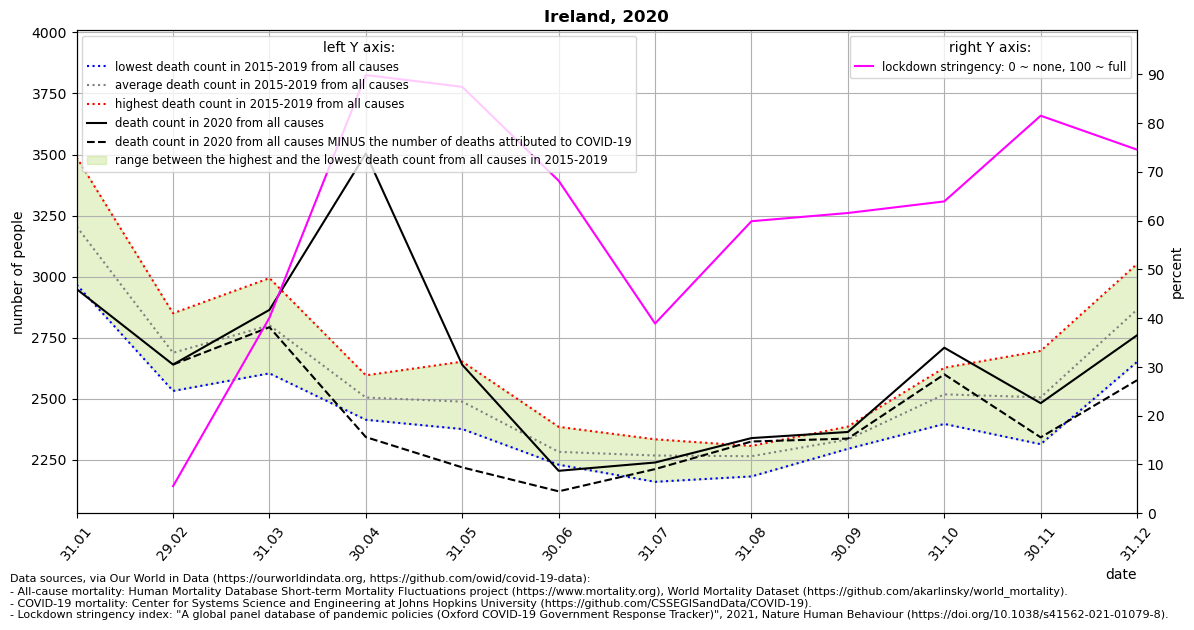 Ireland, 2020
left Y axis:
lowest death count in 2015-2019 from all causes
average death count in 2015-2019 from all causes
highest death count in 2015-2019 from all causes
death count in 2020 from all causes
death count in 2020 from all causes MINUS the number of deaths attributed to COVID-19
range between the highest and the lowest death count from all causes in 2015-2019
right Y axis:
lockdown stringency: 0 ~ none, 100 ~ full
number of people
4000
3750
3500
3250
3000
2750
2500
2250
percent
90
80
70
60
50
40
30
20
10
0
31.01
29.02
31.03
30.04
31.05
30.06
31.07
31.08
30.09
31.10
30.11
31.12
date
Data sources, via Our World in Data (https://ourworldindata.org, https://github.com/owid/covid-19-data):
- All-cause mortality: Human Mortality Database Short-term Mortality Fluctuations project (https://www.mortality.org), World Mortality Dataset (https://github.com/akarlinsky/world_mortality).
- COVID-19 mortality: Center for Systems Science and Engineering at Johns Hopkins University (https://github.com/CSSEGISandData/COVID-19).
- Lockdown stringency index: "A global panel database of pandemic policies (Oxford COVID-19 Government Response Tracker)", 2021, Nature Human Behaviour (https://doi.org/10.1038/s41562-021-01079-8).